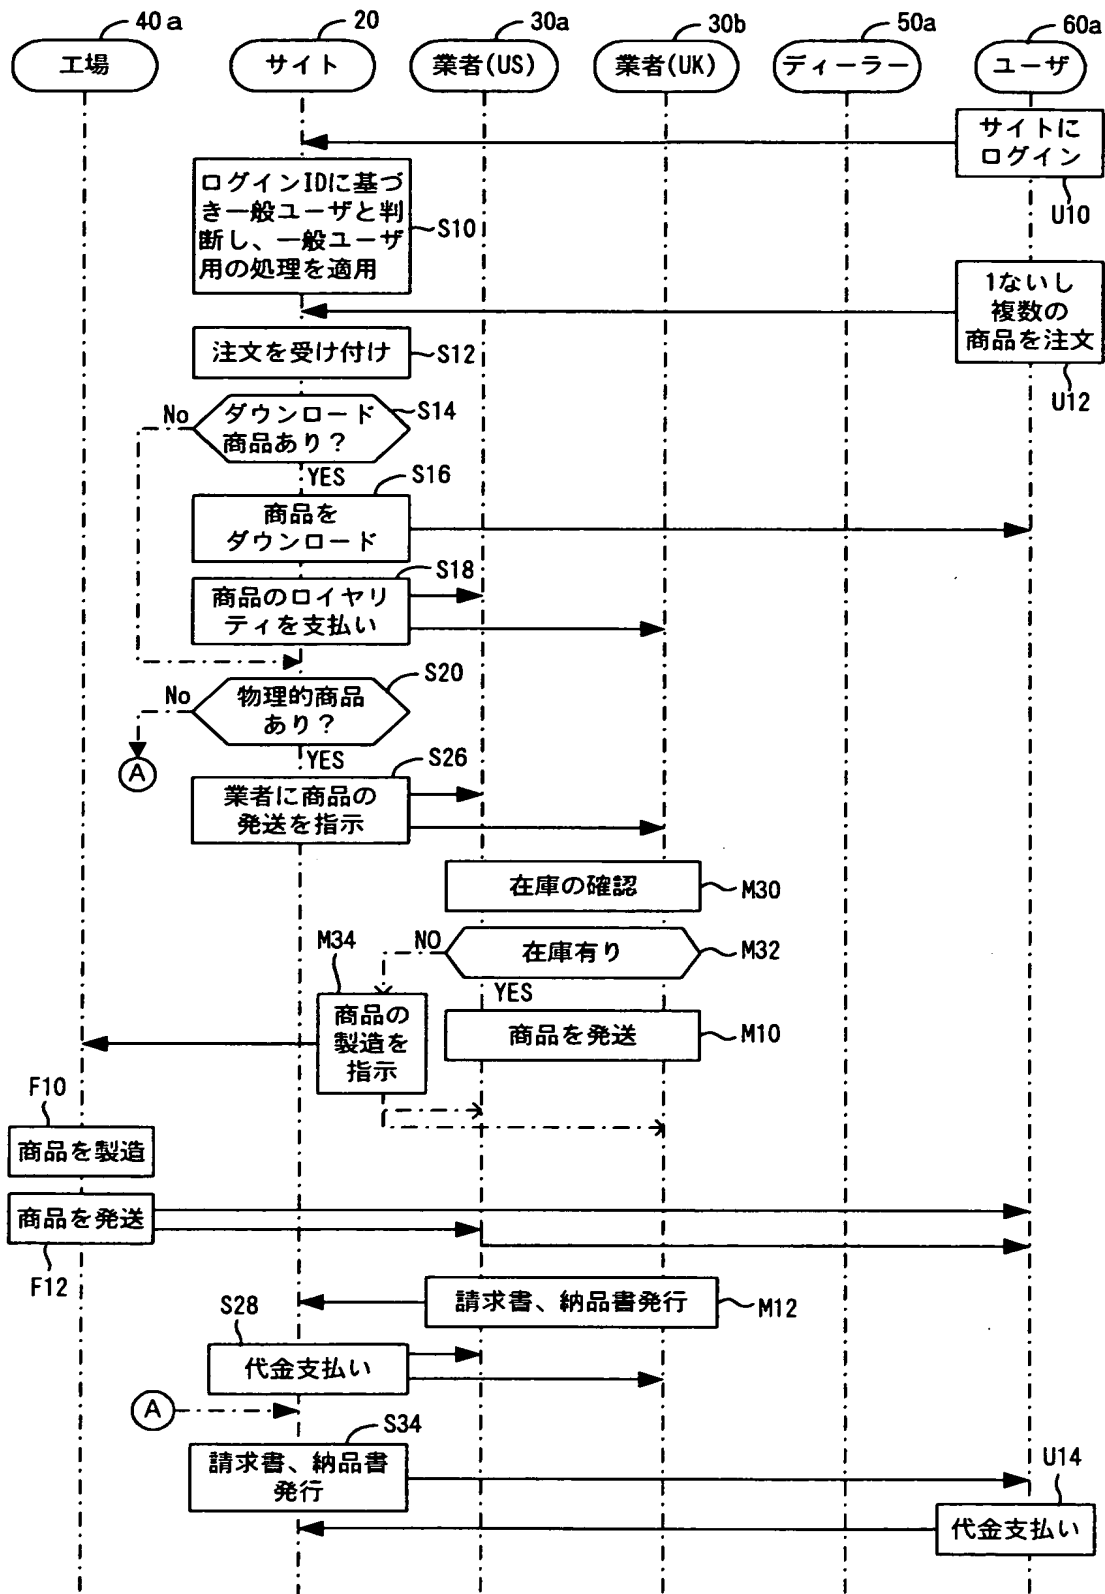 40a
20
30a
30b
50a
60a
工場
サイト
業者(US)
業者(UK)
ディーラー
ユーザ
サイトに
ログイン
U10
ログインIDに基づ
き一般ユーザと判
断し、一般ユーザ
用の処理を適用
S10
1ないし
複数の
商品を注文
U12
注文を受け付け
S12
No
ダウンロード
商品あり？
S14
YES
S16
商品を
ダウンロード
S18
商品のロイヤリ
ティを支払い
S20
No
物理的商品
あり？
A
YES
S26
業者に商品の
発送を指示
在庫の確認
M30
M34
NO
在庫有り
M32
YES
商品の
製造を
指示
商品を発送
M10
F10
商品を製造
商品を発送
F12
請求書、納品書発行
M12
S28
代金支払い
A
S34
請求書、納品書
発行
U14
代金支払い